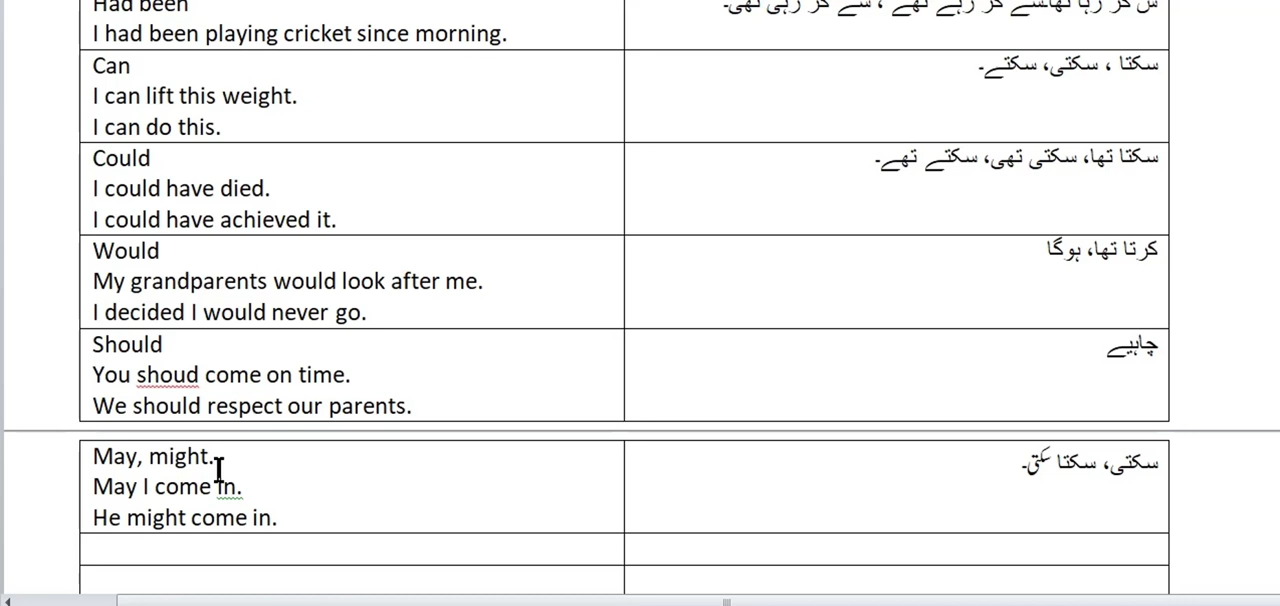 Had been
I had been playing cricket since morning.
Can
سکتا ، سکتی، سکتے۔
I can lift this weight.
I can do this.
Could
سکتا تھا، سکتی تھی، سکتے تھے۔
I could have died.
I could have achieved it.
Would
کرتا تھا، ہوگا
My grandparents would look after me.
I decided I would never go.
Should
چاہیے
You shoud come on time.
We should respect our parents.
May, might.
سکتی، سکتا سکتی۔
May I come in.
He might come in.